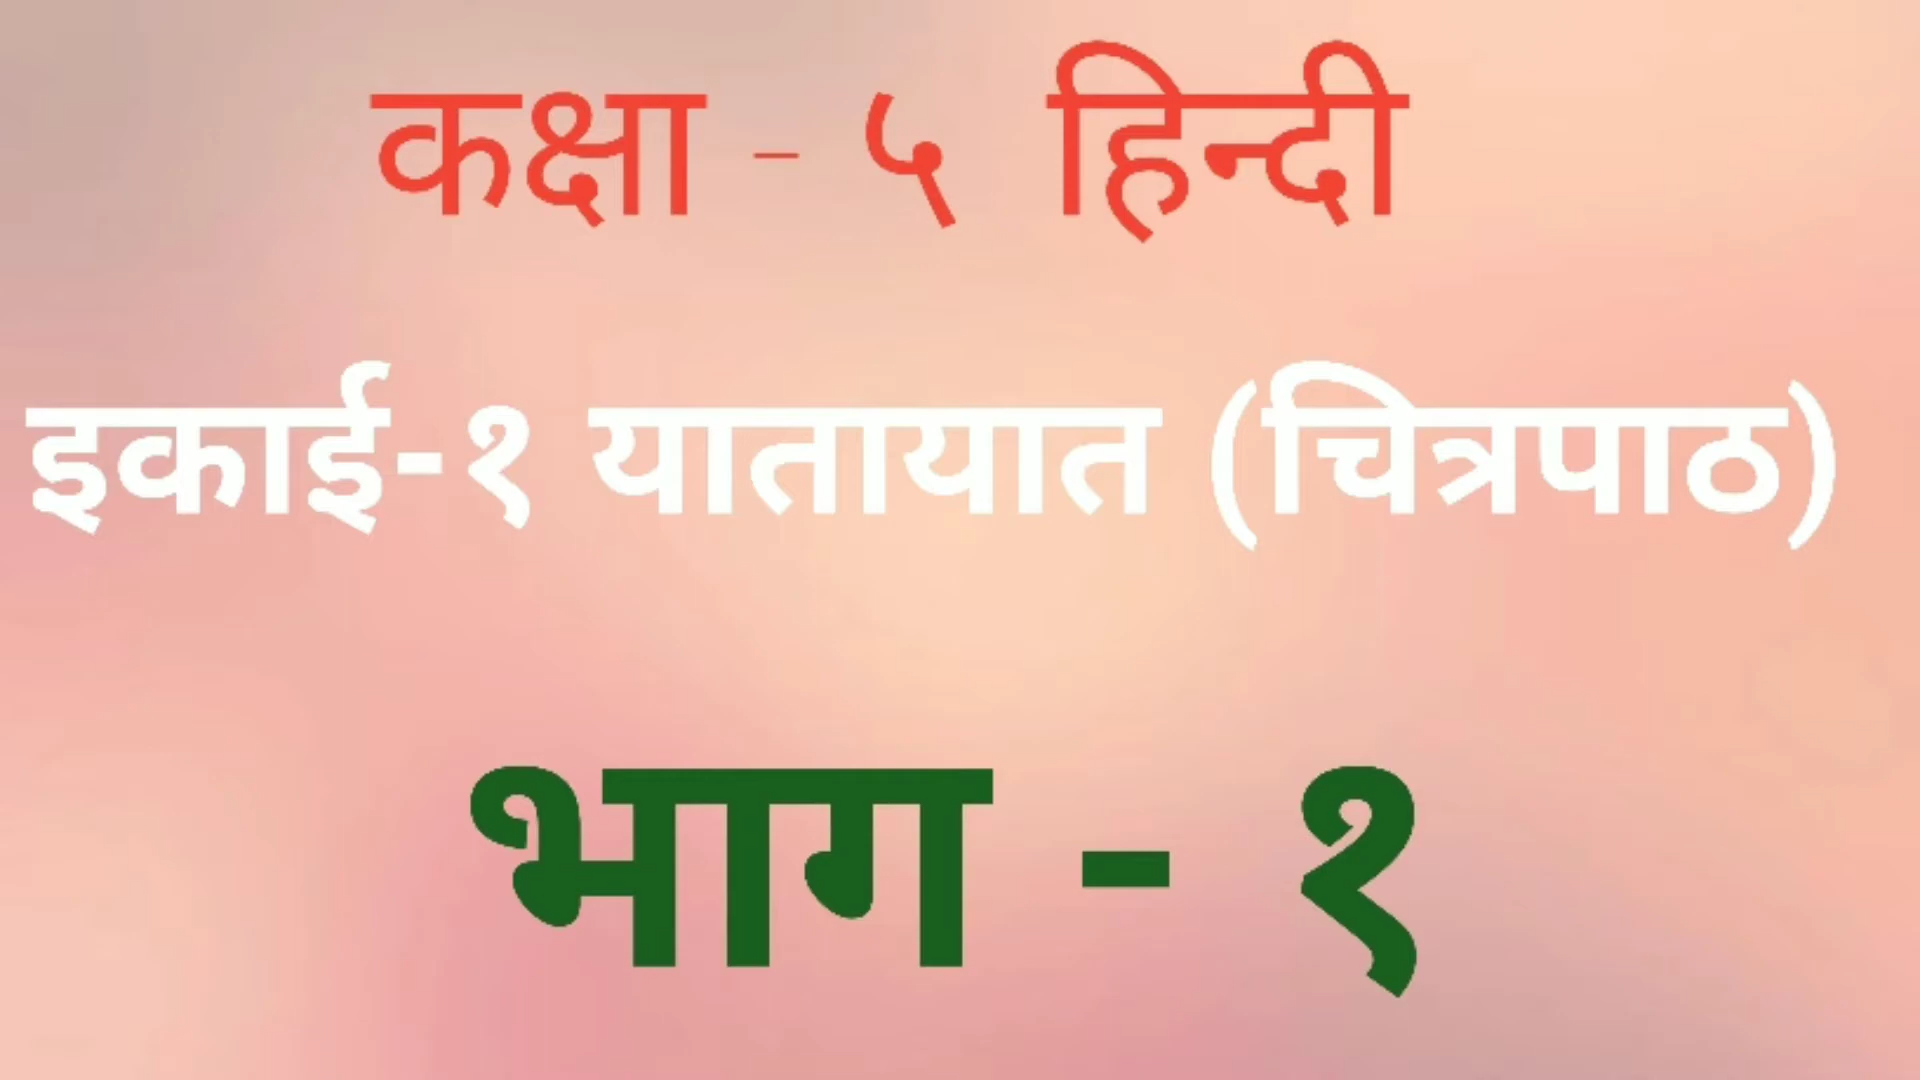 कक्षा - ५ हिन्दी
इकाई-१ यातायात (चित्रपाठ)
भाग - १